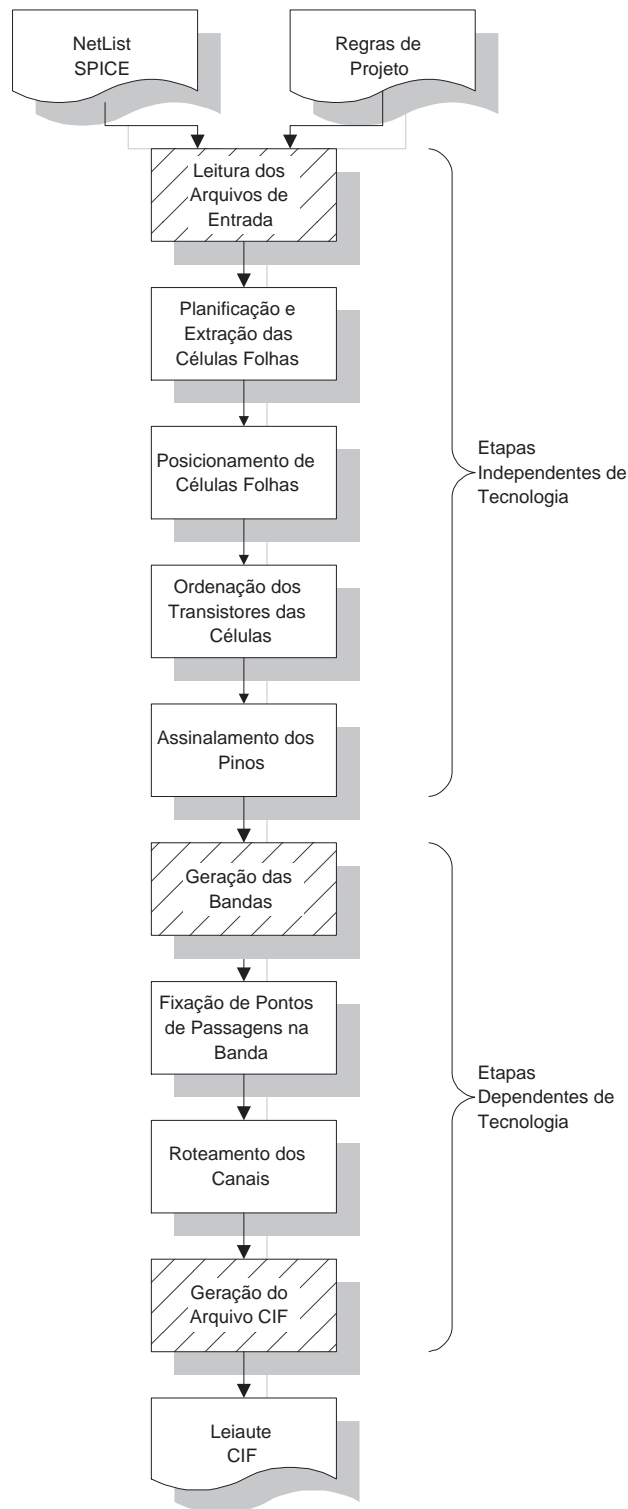 NetList
SPICE
Regras de
Projeto
Leitura dos
Arquivos de
Entrada
Planificação e
Extração das
Células Folhas
Posicionamento de
Células Folhas
Etapas
Independentes de
Tecnologia
Ordenação dos
Transistores das
Células
Assinalamento dos
Pinos
Geração das
Bandas
Fixação de Pontos
de Passagens na
Banda
Etapas
Dependentes de
Tecnologia
Roteamento dos
Canais
Geração do
Arquivo CIF
Leiaute
CIF